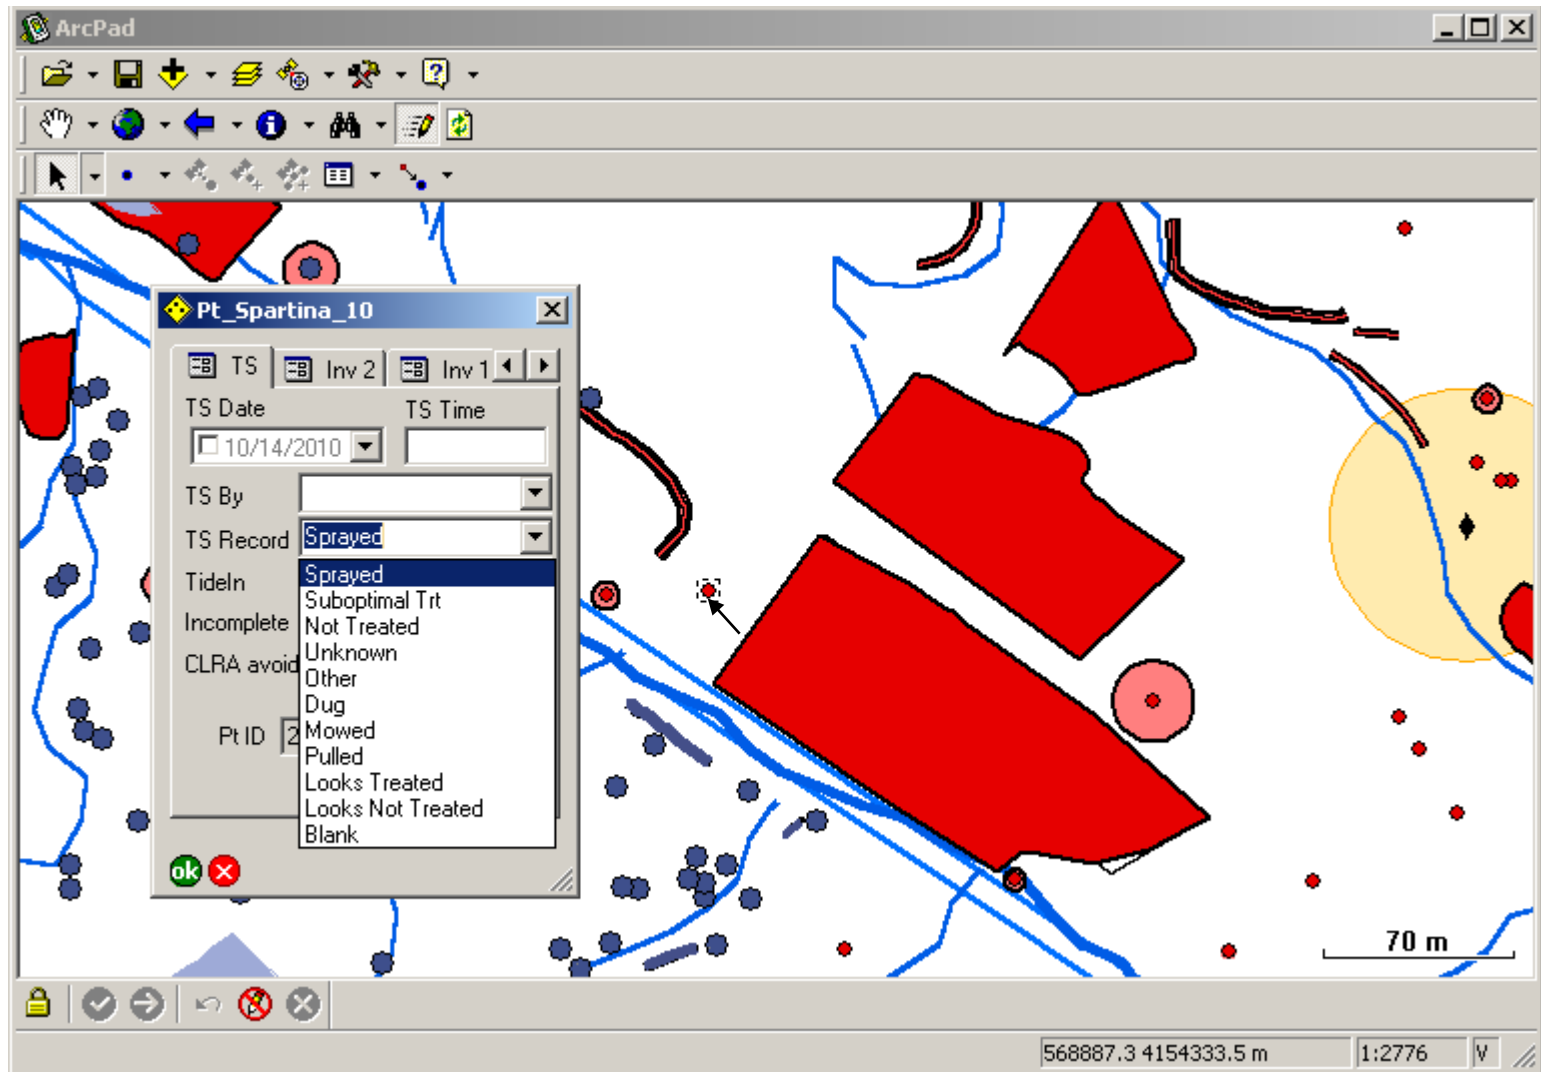 ArcPad
Pt_Spartina_10
TS Inv 2 Inv 1
TS Date TS Time
10/14/2010
TS By
TS Record Sprayed
Sprayed
TideIn
Suboptimal Trt
Incomplete Not Treated
Unknown
CLRA avoid
Other
Dug
Pt ID 2
Mowed
Pulled
Looks Treated
Looks Not Treated
Blank
ok
70 m
568887.3 4154333.5 m 1:2776 V